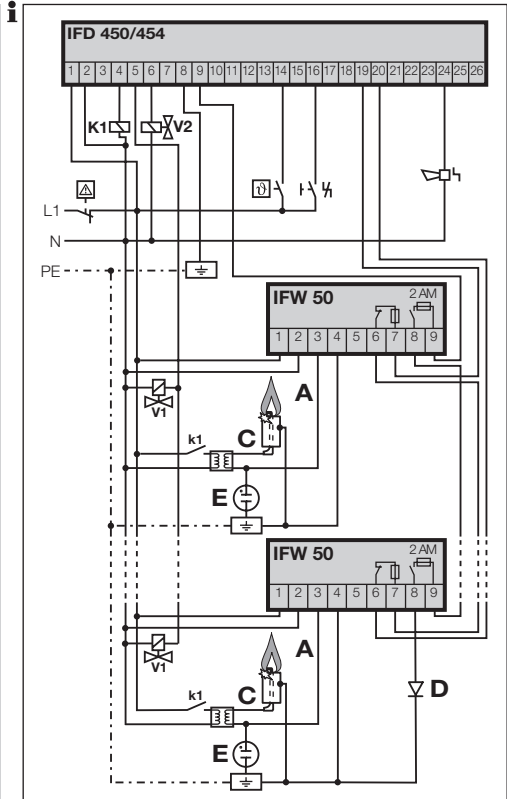 i
IFD 450/454
1 2 3 4 5 6 7 8 9 10 11 12 13 14 15 16 17 18 19 20 21 22 23 24 25 26
K1 V2
ϑ
L1
N
PE
IFW 50
2 AM
1 2 3 4 5 6 7 8 9
V1
A
k1
C
E
IFW 50
2 AM
1 2 3 4 5 6 7 8 9
V1
A
k1
C
D
E